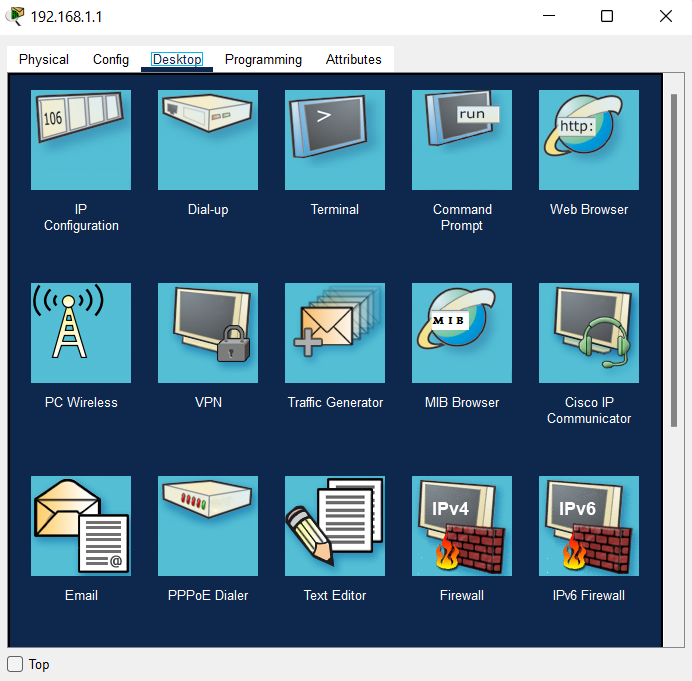 192.168.1.1
Physical Config Desktop Programming Attributes
106
>
run
http:
IP
Configuration
Dial-up
Terminal
Command
Prompt
Web Browser
MIB
PC Wireless
VPN
Traffic Generator
MIB Browser
Cisco IP
Communicator
@
IPv4
IPv6
Email
PPPoE Dialer
Text Editor
Firewall
IPv6 Firewall
Top